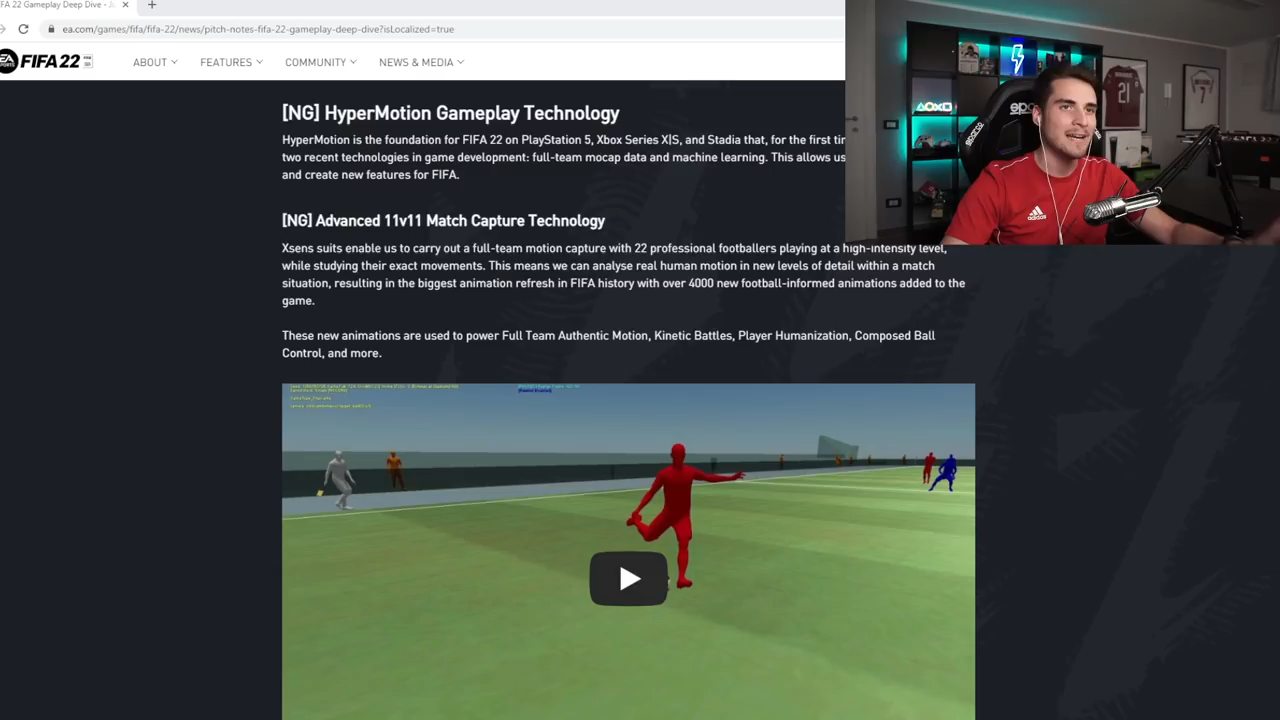 FA 22 Gameplay Deep Dive -
ea.com/games/fifa/fifa-22/news/pitch-notes-fifa-22-gameplay-deep-dive?isLocalized=true
FIFA 22
ABOUT
FEATURES
COMMUNITY
NEWS & MEDIA
[NG] HyperMotion Gameplay Technology
HyperMotion is the foundation for FIFA 22 on PlayStation 5, Xbox Series X|S, and Stadia that, for the first
two recent technologies in game development: full-team mocap data and machine learning. This allows
and create new features for FIFA.
[NG] Advanced 11v11 Match Capture Technology
Xsens suits enable us to carry out a full-team motion capture with 22 professional footballers playing at a high-intensity level,
while studying their exact movements. This means we can analyse real human motion in new levels of detail within a match
situation, resulting in the biggest animation refresh in FIFA history with over 4000 new football-informed animations added to the
game.
These new animations are used to power Full Team Authentic Motion, Kinetic Battles, Player Humanization, Composed Ball
Control, and more.
21
7
adidas